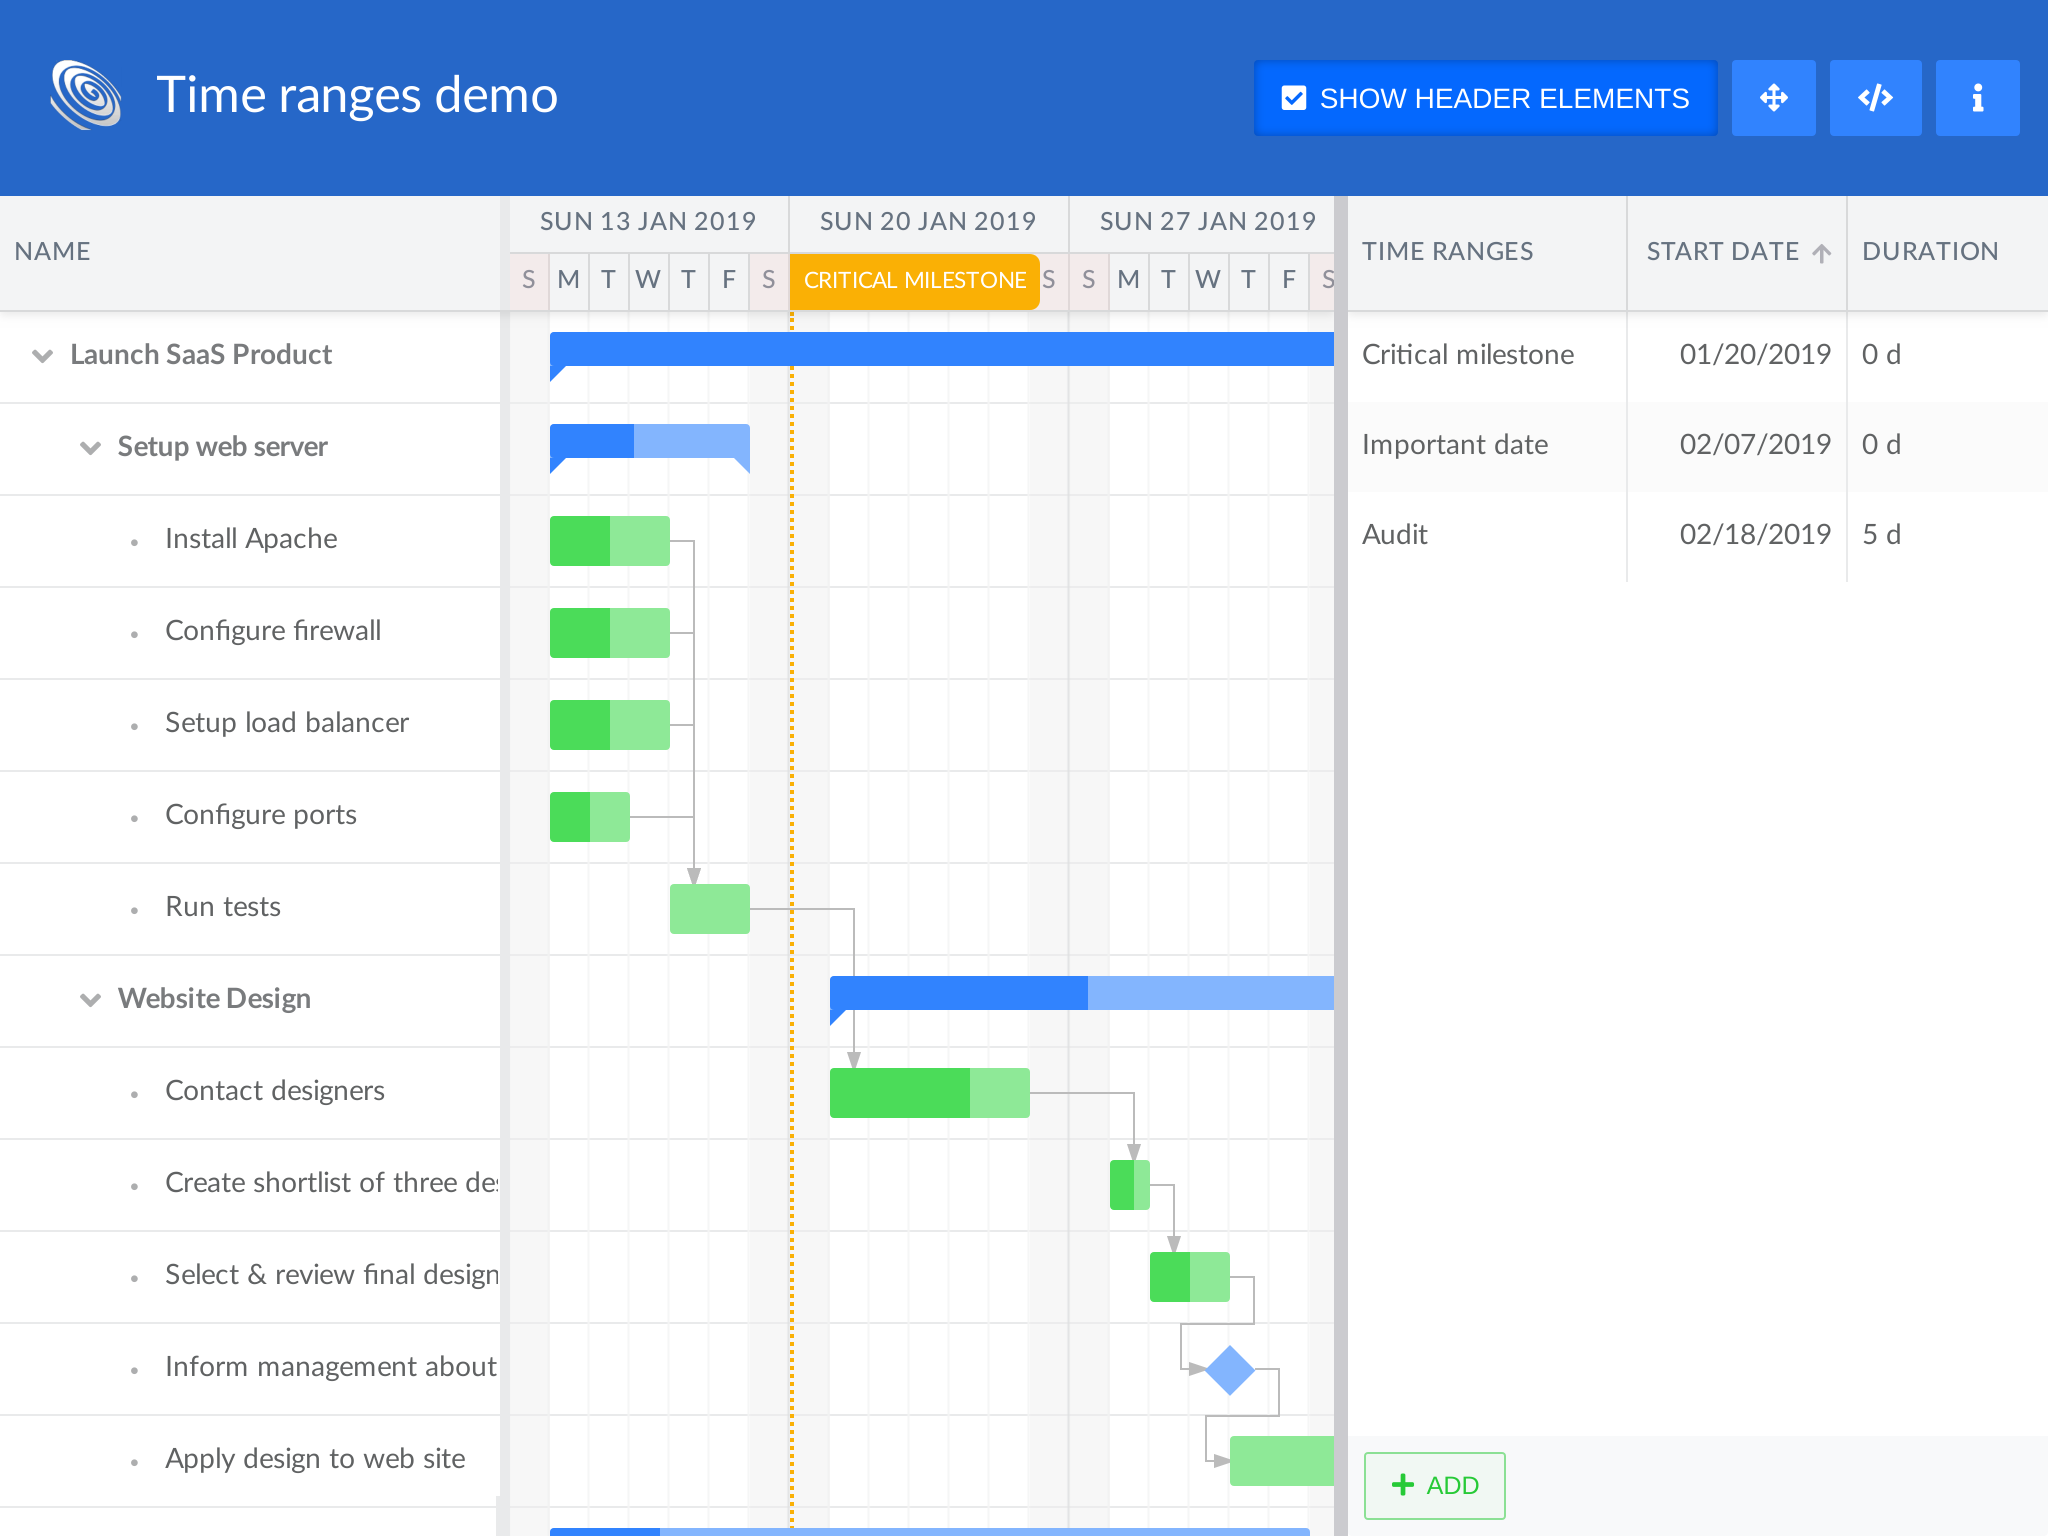 Time ranges demo
SHOW HEADER ELEMENTS
NAME
SUN 13 JAN 2019
SUN 20 JAN 2019
SUN 27 JAN 2019
S M T W T F S
CRITICAL MILESTONE
S S M T W T F S
TIME RANGES
START DATE
DURATION
Launch SaaS Product
Setup web server
Install Apache
Configure firewall
Setup load balancer
Configure ports
Run tests
Website Design
Contact designers
Create shortlist of three des
Select & review final design
Inform management about
Apply design to web site
Critical milestone 01/20/2019 0 d
Important date 02/07/2019 0 d
Audit 02/18/2019 5 d
ADD